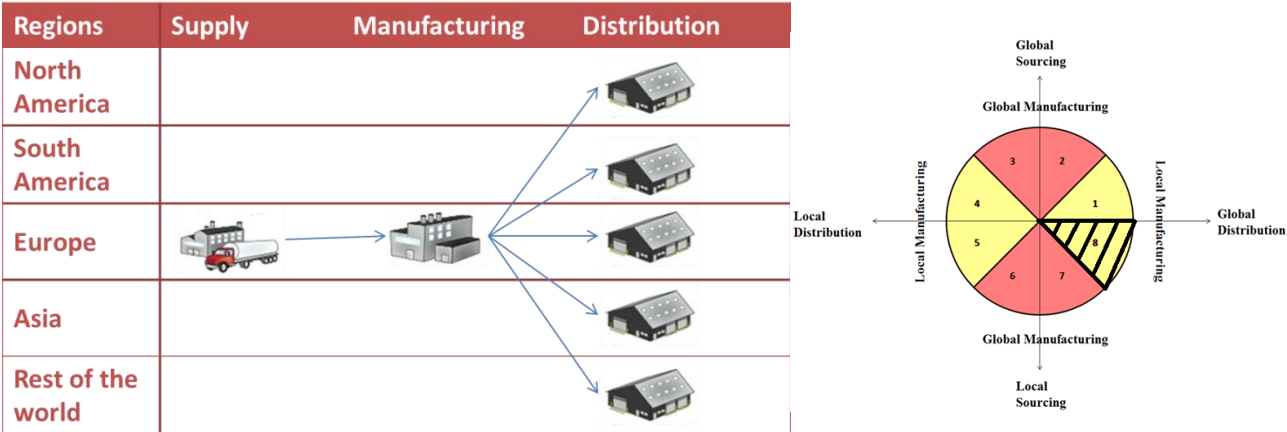 Regions Supply Manufacturing Distribution
North
America
South
America
Europe
Asia
Rest of the
world
Global
Sourcing
Global Manufacturing
3 2
4 1
Local Manufacturing
Local Manufacturing
Local
Distribution
Global
Distribution
5 8
6 7
Global Manufacturing
Local
Sourcing